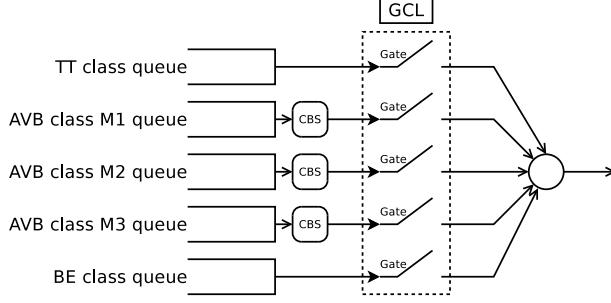 GCL
TT class queue
Gate
AVB class M1 queue
CBS
Gate
AVB class M2 queue
CBS
Gate
AVB class M3 queue
CBS
Gate
BE class queue
Gate